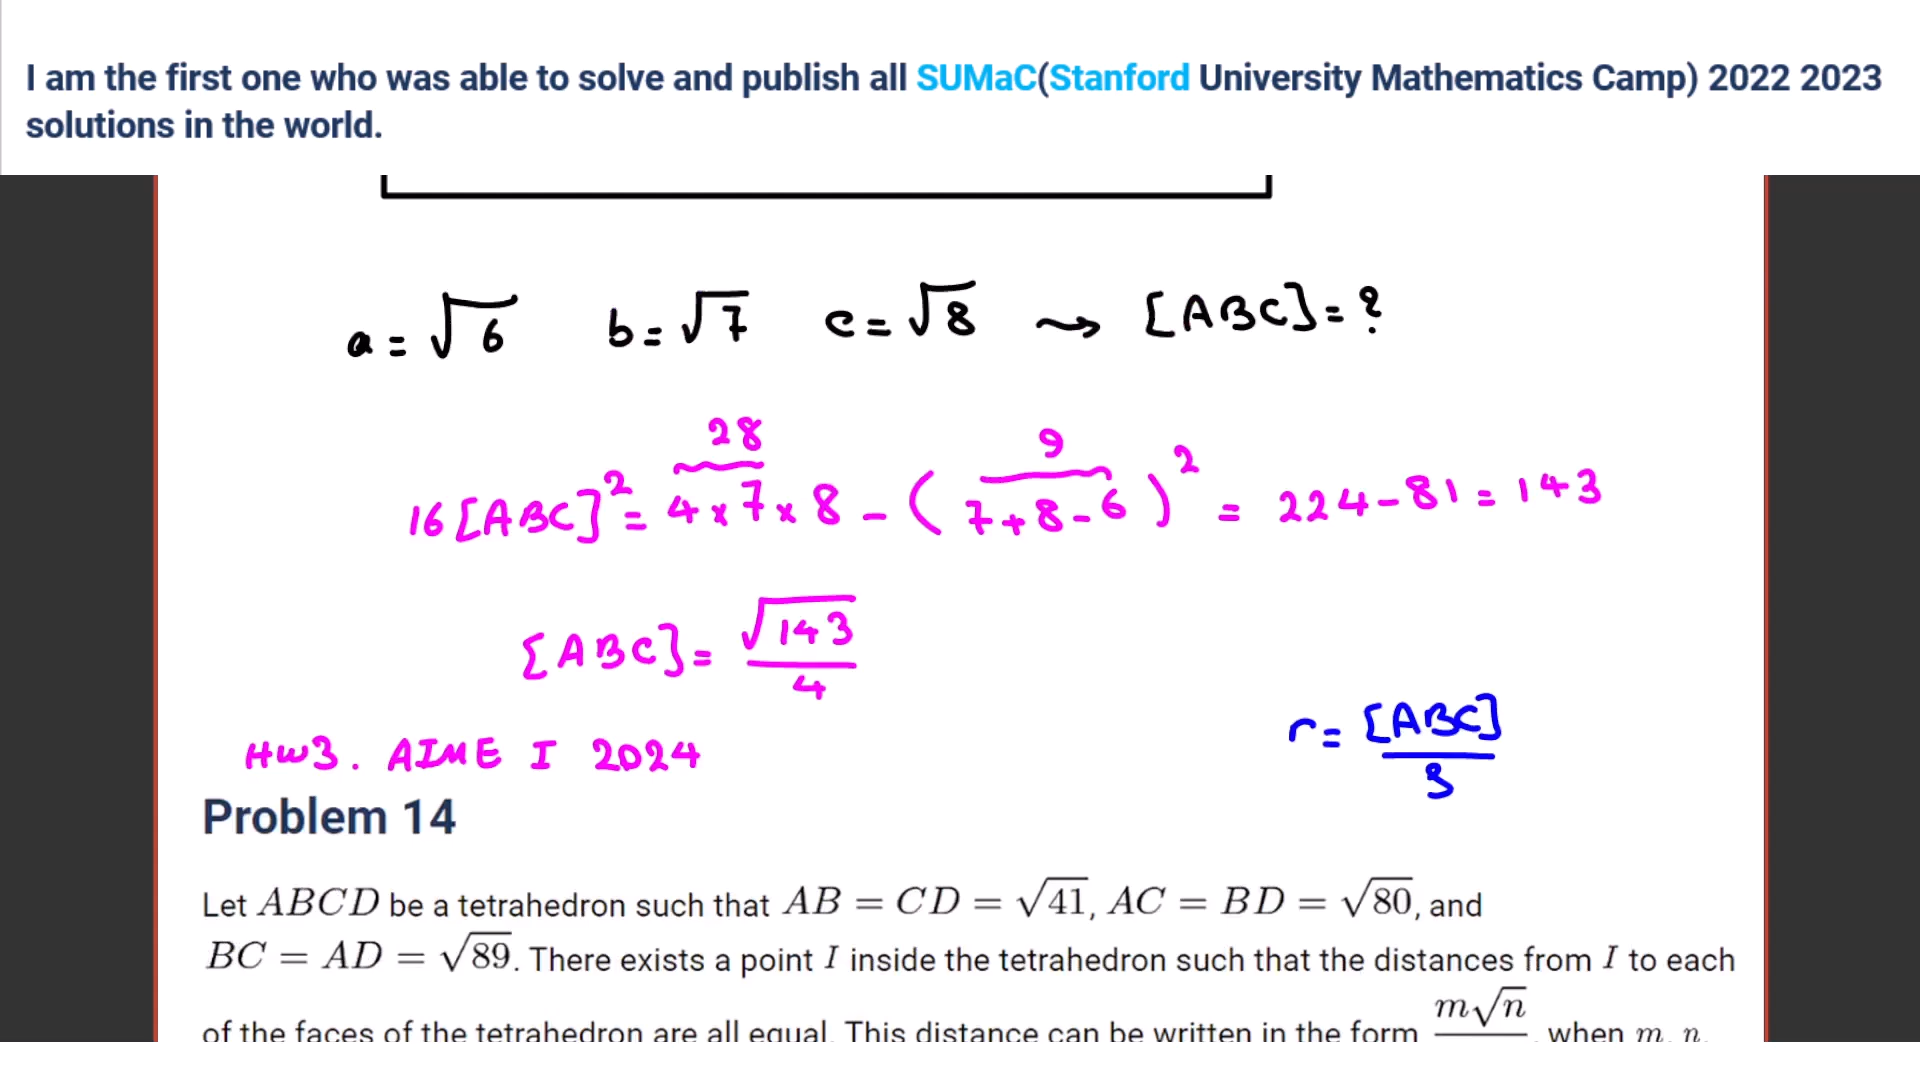 I am the first one who was able to solve and publish all SUMaC(Stanford University Mathematics Camp) 2022 2023
solutions in the world.
a = √6 b = √7 c = √8 ⇝ [ABC] = ?
28 9
16[ABC]² = 4 × 7 × 8 - (7 + 8 - 6)² = 224 - 81 = 143
[ABC] = √143 / 4
r = [ABC] / s
HW3. AIME I 2024
Problem 14
Let ABCD be a tetrahedron such that AB = CD = √41, AC = BD = √80, and
BC = AD = √89. There exists a point I inside the tetrahedron such that the distances from I to each
of the faces of the tetrahedron are all equal. This distance can be written in the form m√n, when m, n,